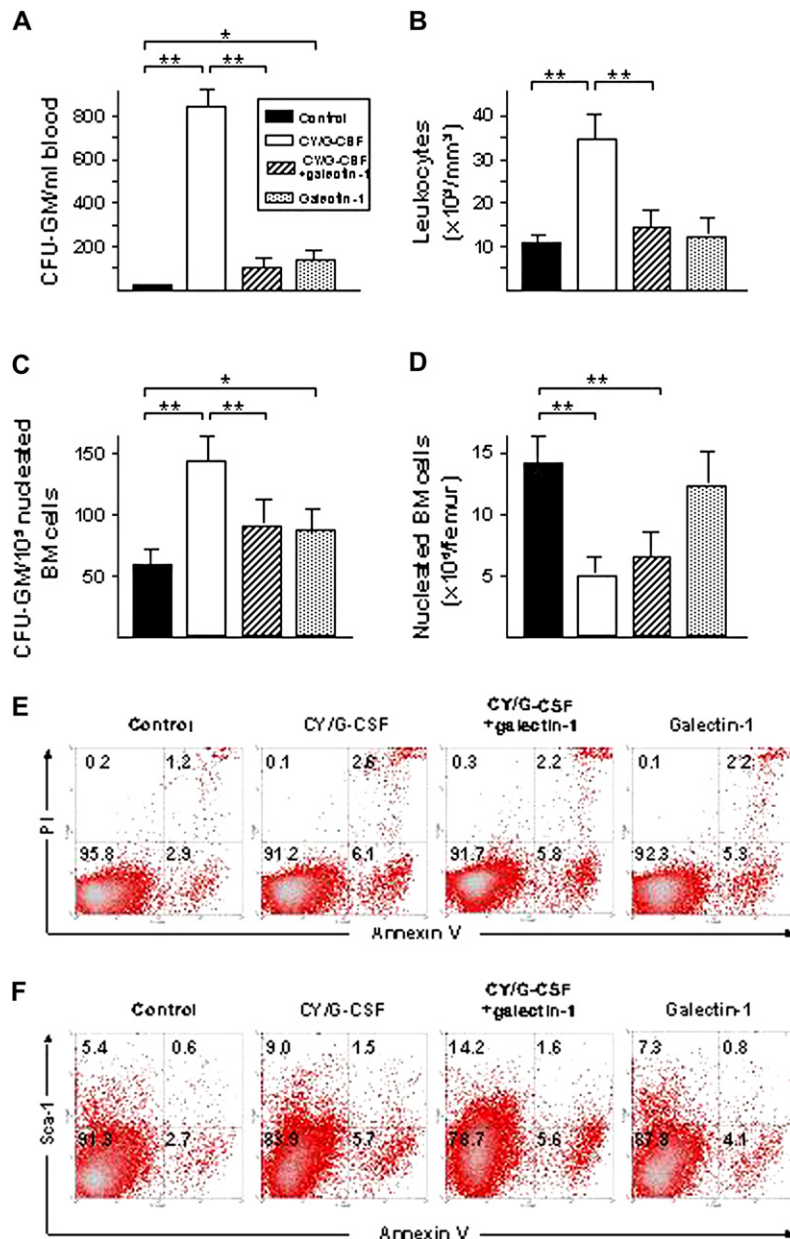 A
B
*
** **
** **
CFU-GM/ml blood
800
600
400
200
Control
CY/G-CSF
CY/G-CSF
+galectin-1
Galectin-1
Leukocytes
(×10³/mm³)
40
30
20
10
C
D
*
** **
**
**
CFU-GM/10⁵ nucleated
BM cells
150
100
50
Nucleated BM cells
(×10⁶/femur)
15
10
5
E
Control
CY/G-CSF
CY/G-CSF
+galectin-1
Galectin-1
PI
0.2 1.2
95.8 2.9
0.1 2.6
91.2 6.1
0.3 2.2
91.7 5.8
0.1 2.2
92.3 5.3
Annexin V
F
Control
CY/G-CSF
CY/G-CSF
+galectin-1
Galectin-1
Sca-1
5.4 0.6
91.3 2.7
9.0 1.5
83.9 5.7
14.2 1.6
78.7 5.6
7.3 0.8
87.8 4.1
Annexin V